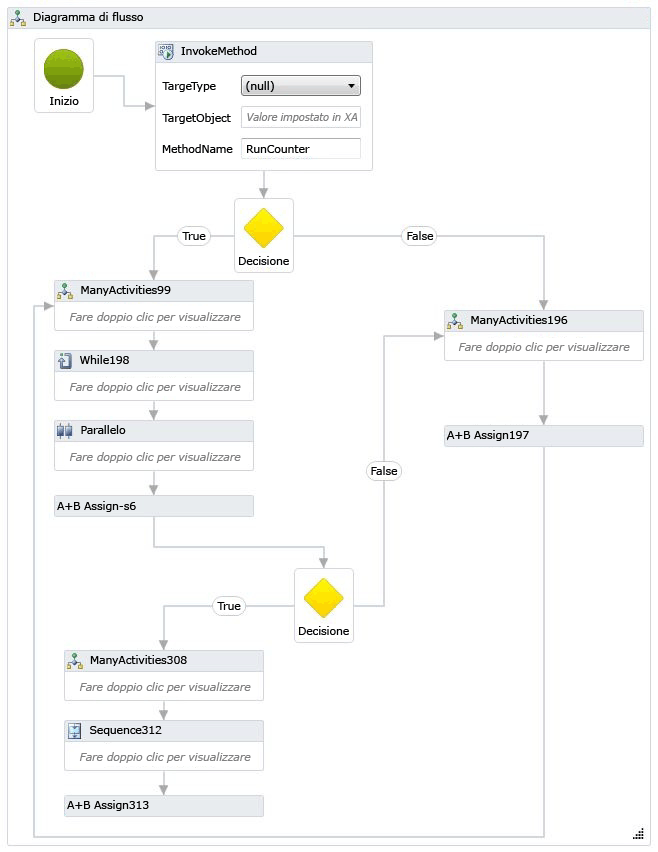 Diagramma di flusso
Inizio
InvokeMethod
TargeType (null)
TargetObject Valore impostato in XA
MethodName RunCounter
True
False
Decisione
ManyActivities99
Fare doppio clic per visualizzare
While198
Fare doppio clic per visualizzare
Parallelo
Fare doppio clic per visualizzare
A+B Assign-s6
ManyActivities196
Fare doppio clic per visualizzare
A+B Assign197
False
True
Decisione
ManyActivities308
Fare doppio clic per visualizzare
Sequence312
Fare doppio clic per visualizzare
A+B Assign313